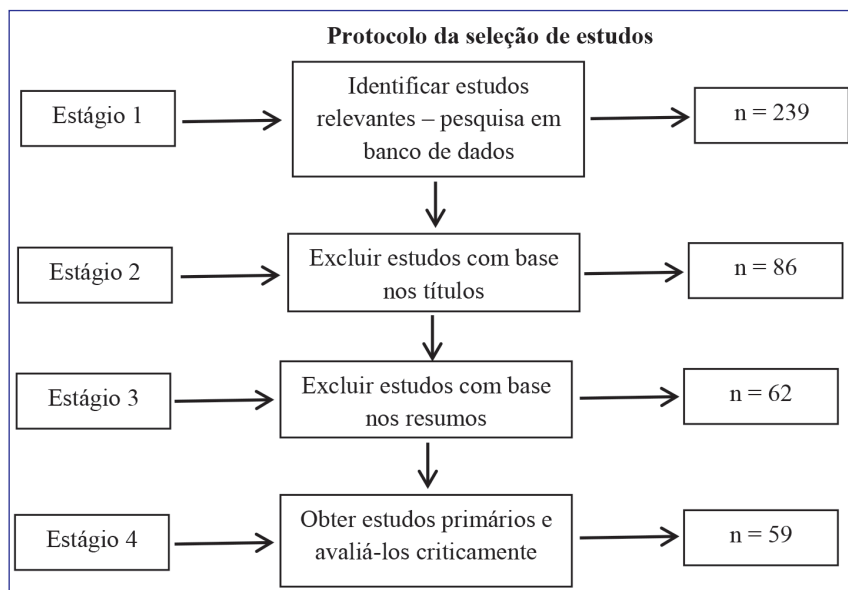 Protocolo da seleção de estudos
Estágio 1
Identificar estudos
relevantes – pesquisa em
banco de dados
n = 239
Estágio 2
Excluir estudos com base
nos títulos
n = 86
Estágio 3
Excluir estudos com base
nos resumos
n = 62
Estágio 4
Obter estudos primários e
avaliá-los criticamente
n = 59